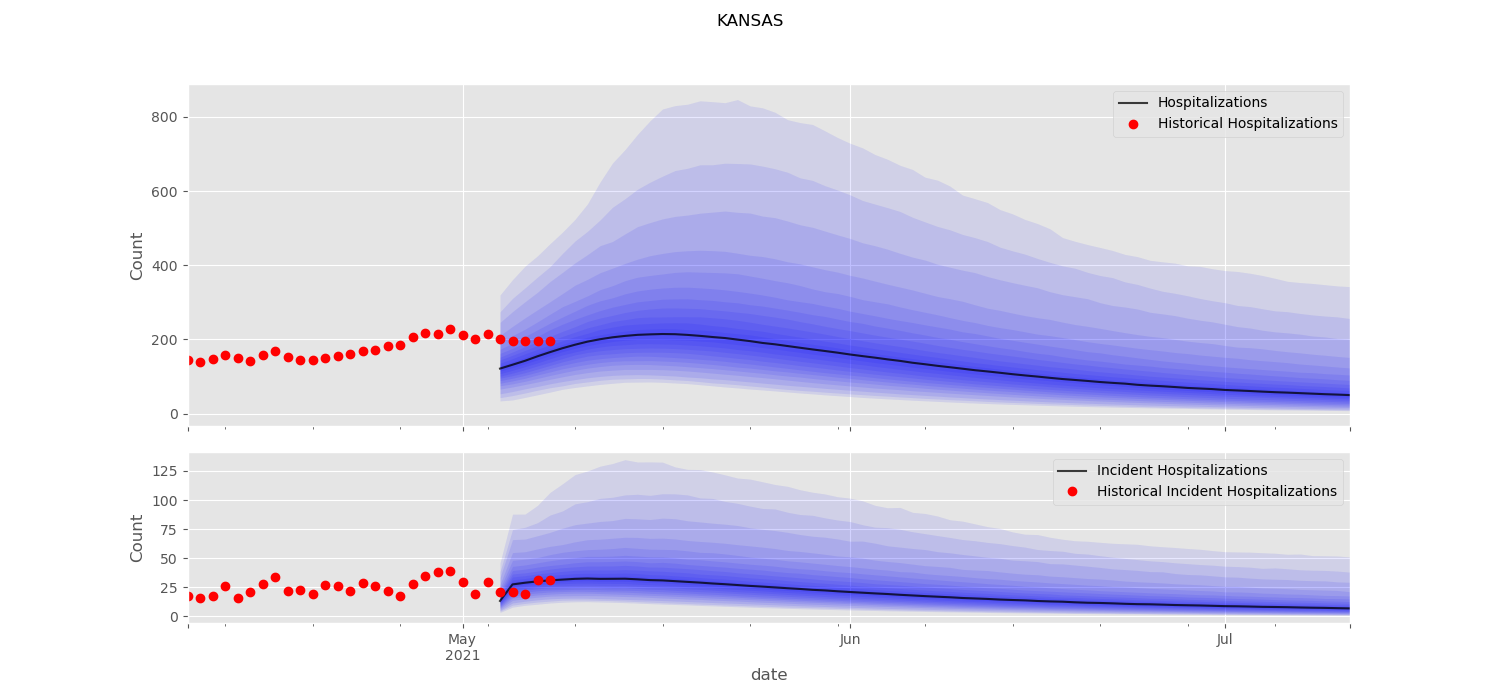 KANSAS
Hospitalizations
Historical Hospitalizations
800
600
400
200
0
Count
Incident Hospitalizations
Historical Incident Hospitalizations
125
100
75
50
25
0
Count
May
2021
Jun
Jul
date